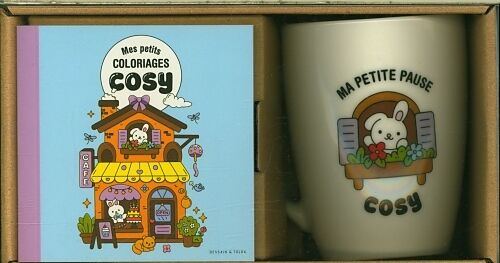 Mes petits
COLORIAGES
cosy
CAFÉ
DESSAIN & TOLRA
MA PETITE PAUSE
cosy